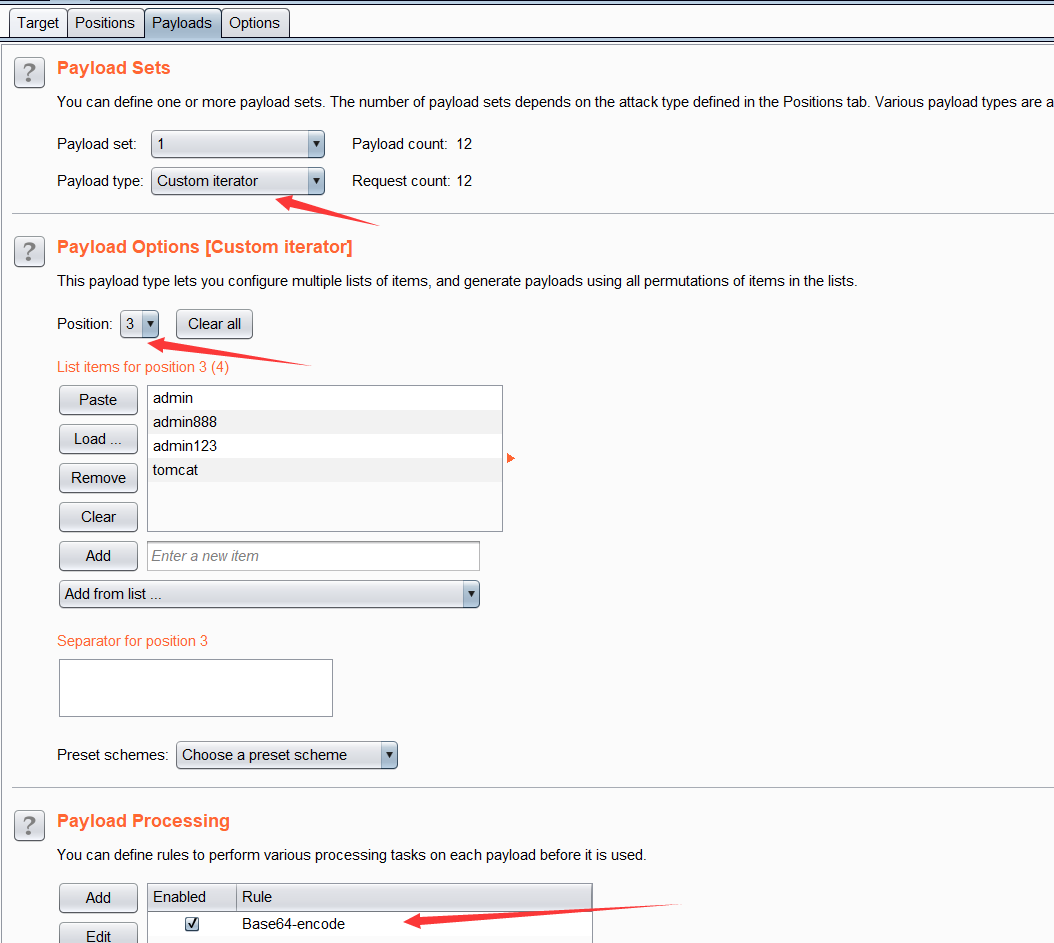 Target Positions Payloads Options
? Payload Sets
You can define one or more payload sets. The number of payload sets depends on the attack type defined in the Positions tab. Various payload types are a
Payload set: 1 Payload count: 12
Payload type: Custom iterator Request count: 12
? Payload Options [Custom iterator]
This payload type lets you configure multiple lists of items, and generate payloads using all permutations of items in the lists.
Position: 3 Clear all
List items for position 3 (4)
Paste admin
admin888
Load ... admin123
tomcat
Remove
Clear
Add Enter a new item
Add from list ...
Separator for position 3
Preset schemes: Choose a preset scheme
? Payload Processing
You can define rules to perform various processing tasks on each payload before it is used.
Add Enabled Rule
Base64-encode
Edit